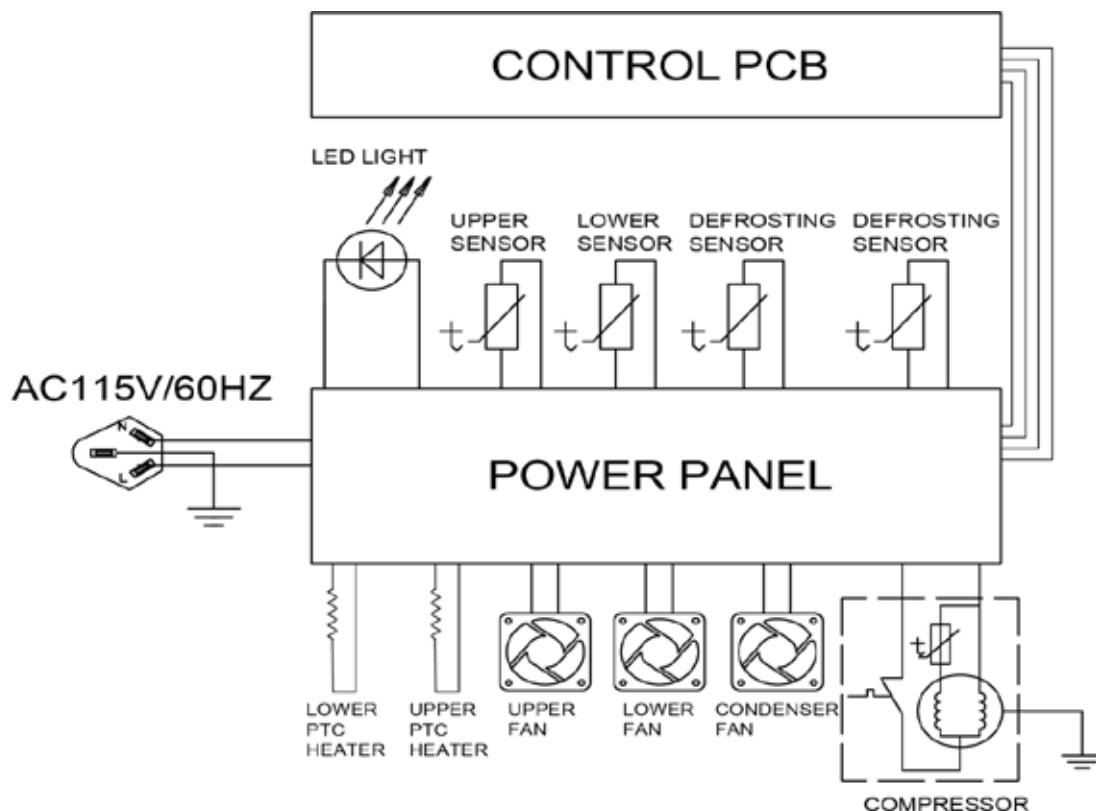 CONTROL PCB
LED LIGHT
UPPER
SENSOR
LOWER
SENSOR
DEFROSTING
SENSOR
DEFROSTING
SENSOR
t
t
t
t
AC115V/60HZ
N
L
POWER PANEL
t
LOWER
PTC
HEATER
UPPER
PTC
HEATER
UPPER
FAN
LOWER
FAN
CONDENSER
FAN
COMPRESSOR